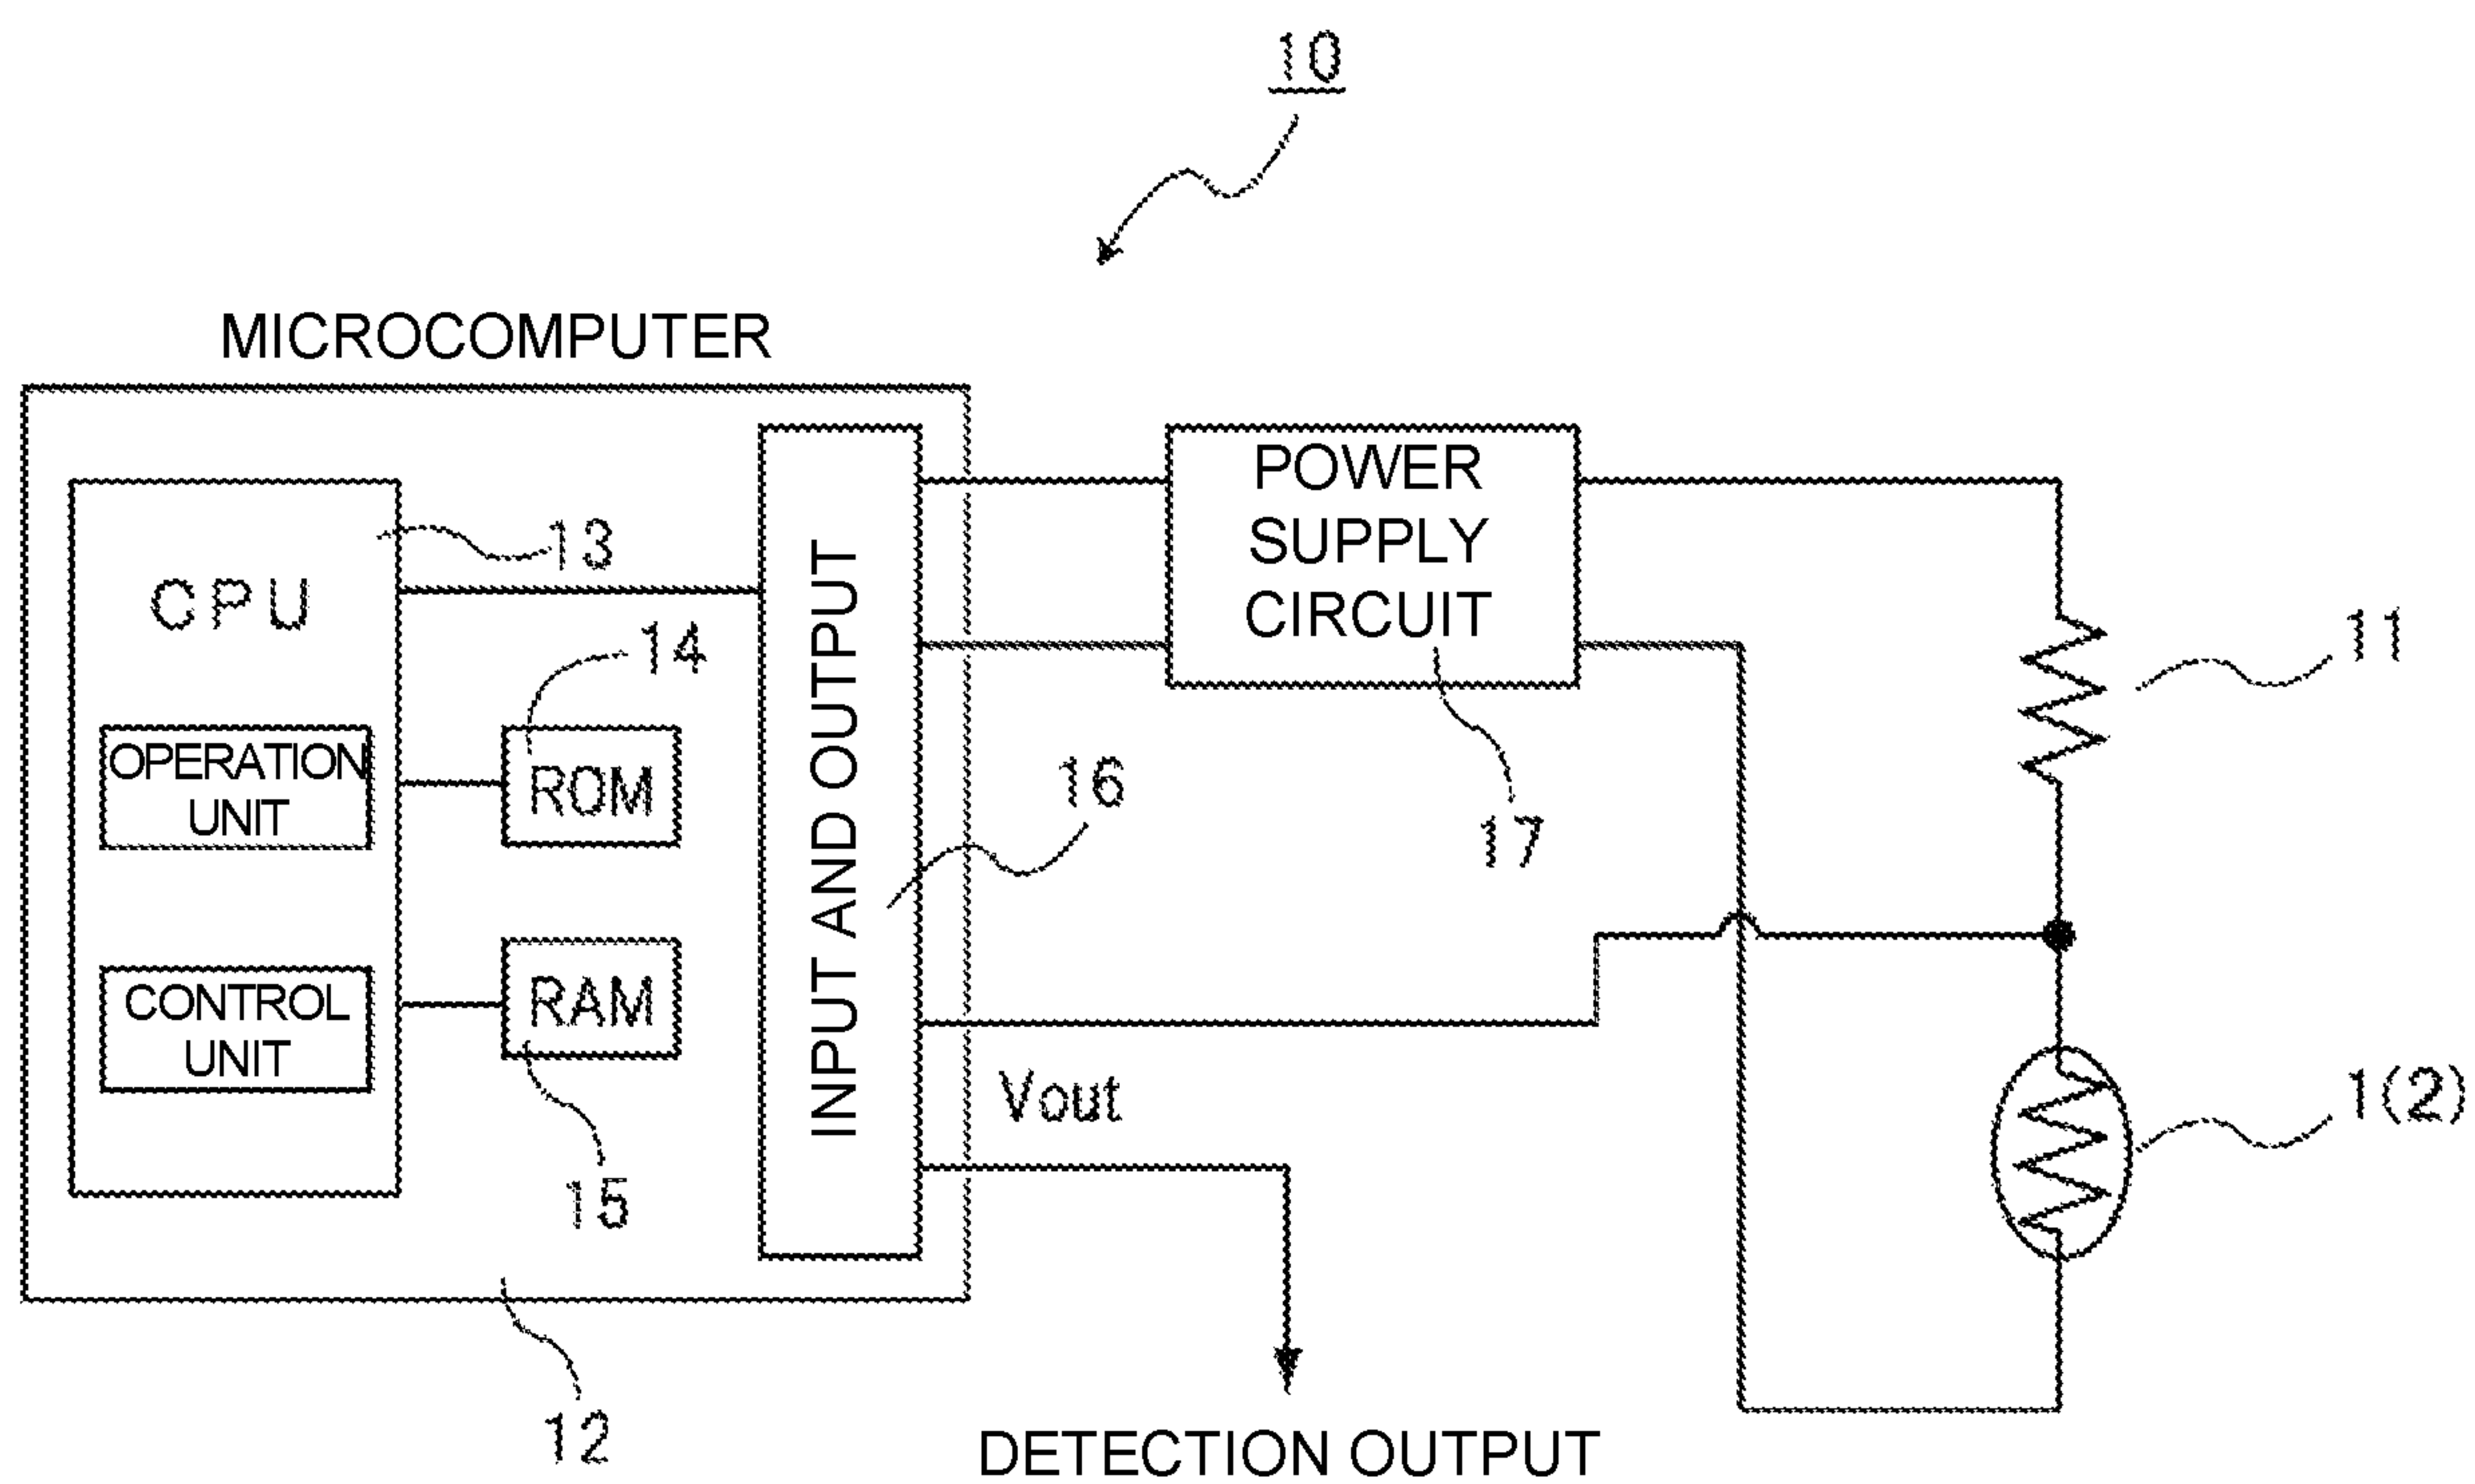 10
MICROCOMPUTER
POWER
SUPPLY
CIRCUIT
13
CPU
14
11
OPERATION
UNIT
ROM
INPUT AND OUTPUT
16
17
CONTROL
UNIT
RAM
Vout
1(2)
15
12
DETECTION OUTPUT